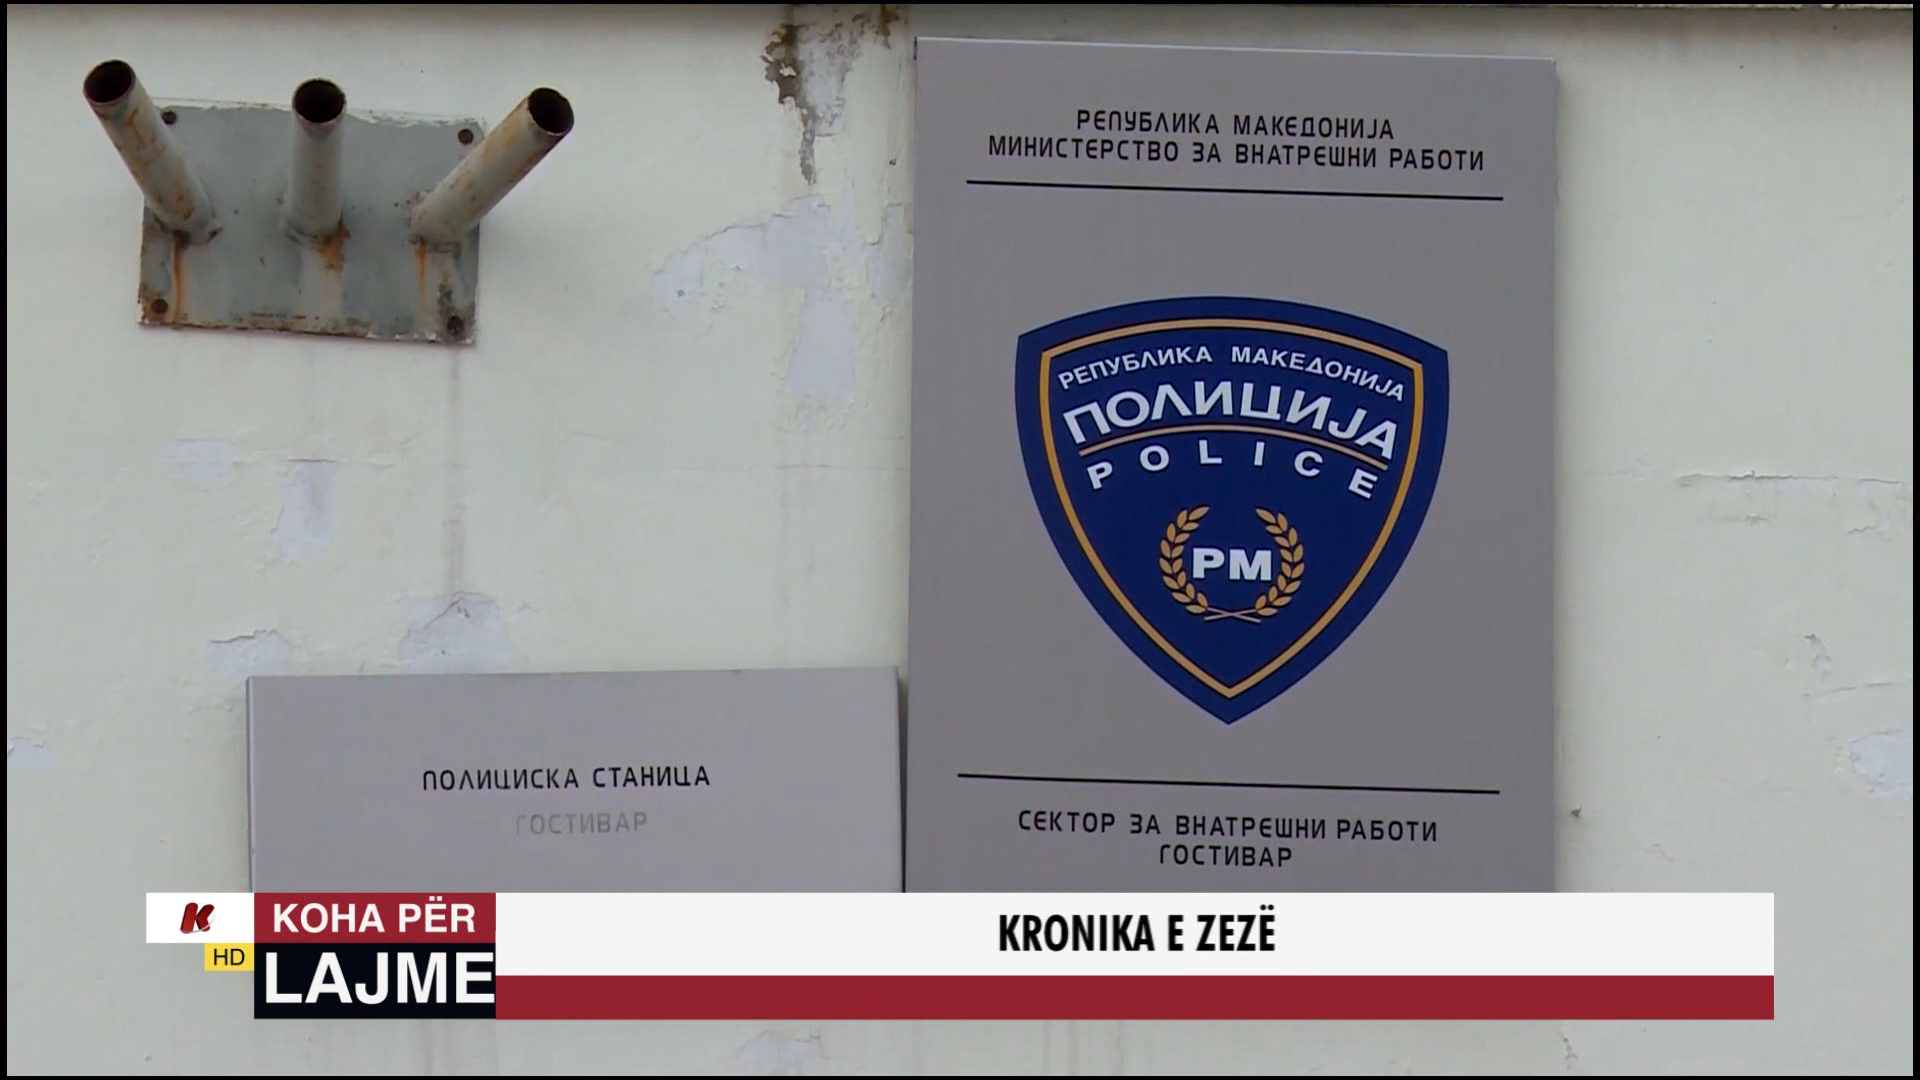 РЕПУБЛИКА МАКЕДОНИЈА
МИНИСТЕРСТВО ЗА ВНАТРЕШНИ РАБОТИ
РЕПУБЛИКА МАКЕДОНИЈА
ПОЛИЦИЈА
POLICE
РМ
СЕКТОР ЗА ВНАТРЕШНИ РАБОТИ
ГОСТИВАР
ПОЛИЦИСКА СТАНИЦА
ГОСТИВАР
K
HD
KOHA PËR
LAJME
KRONIKA E ZEZË